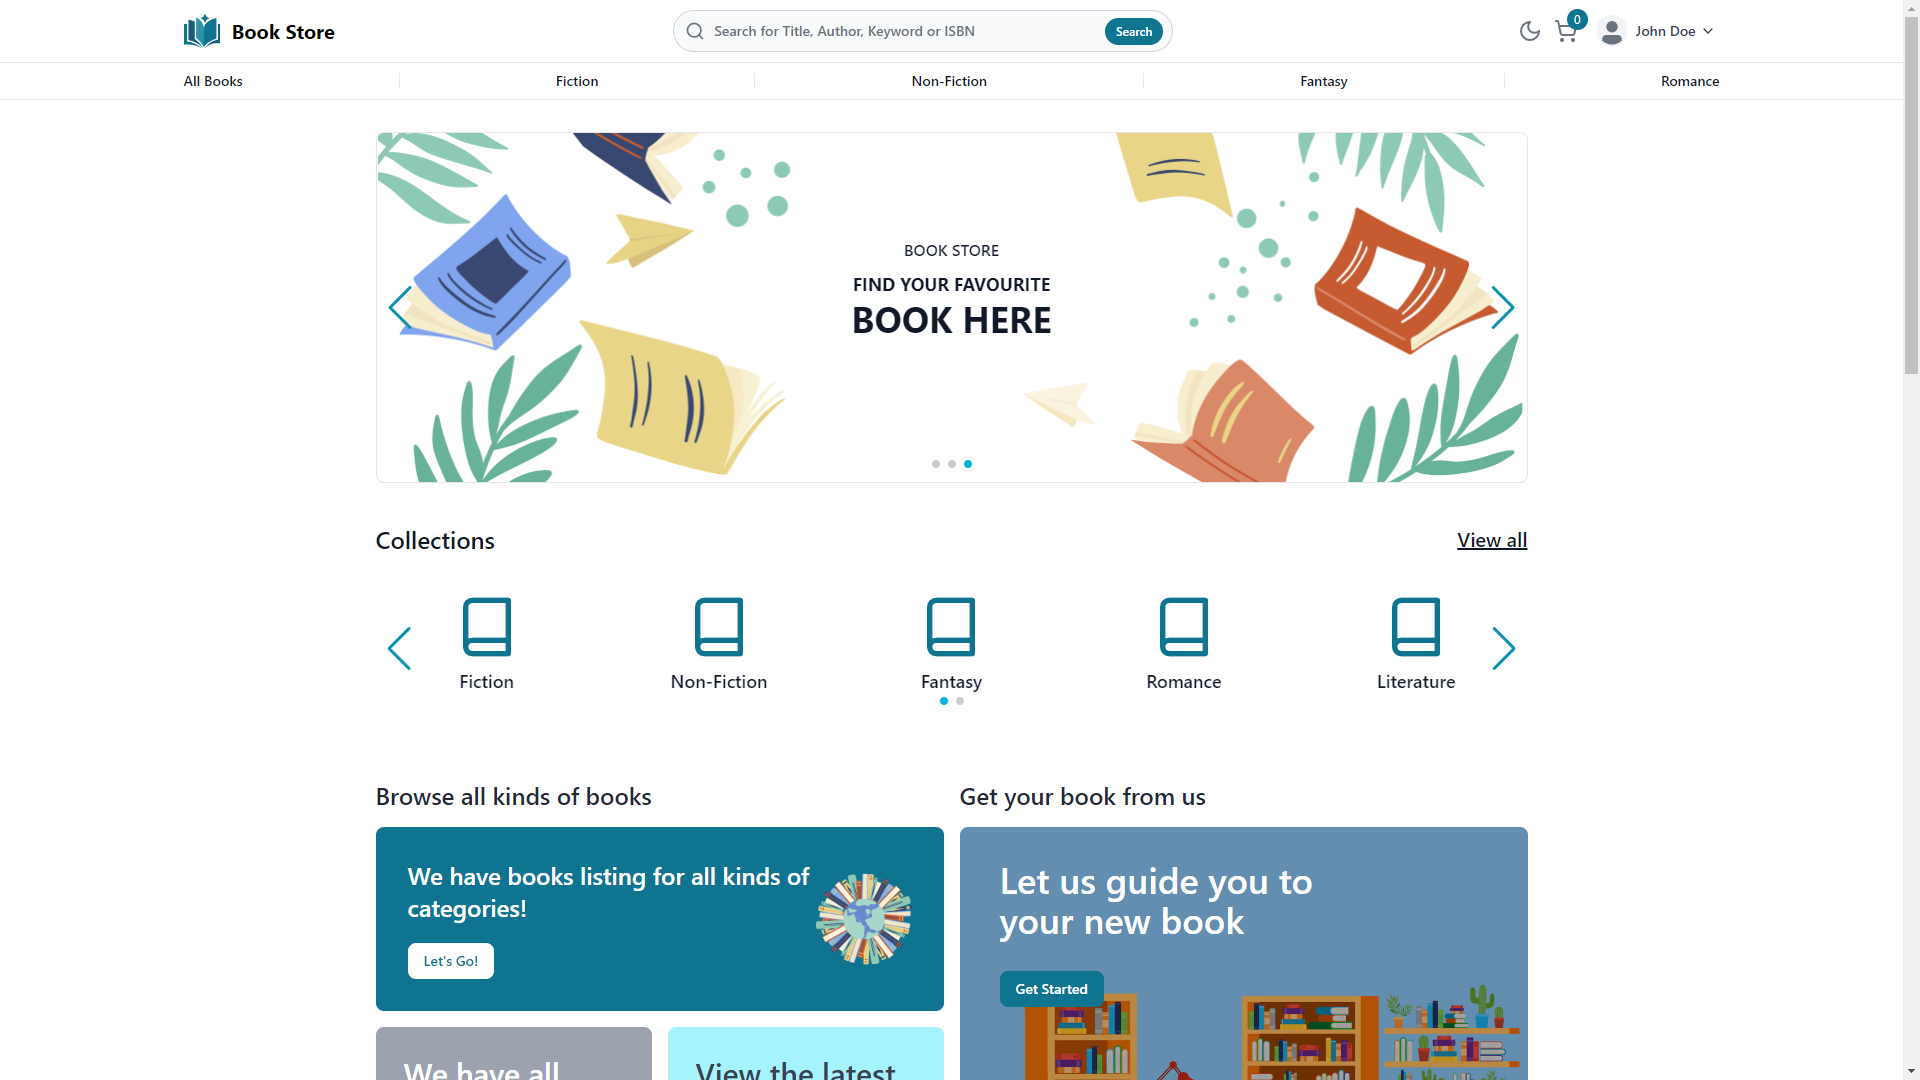 Book Store
Search for Title, Author, Keyword or ISBN
Search
0
John Doe
All Books
Fiction
Non-Fiction
Fantasy
Romance
BOOK STORE
FIND YOUR FAVOURITE
BOOK HERE
Collections
View all
Fiction
Non-Fiction
Fantasy
Romance
Literature
Browse all kinds of books
We have books listing for all kinds of
categories!
Let's Go!
Get your book from us
Let us guide you to
your new book
Get Started
We have all
View the latest